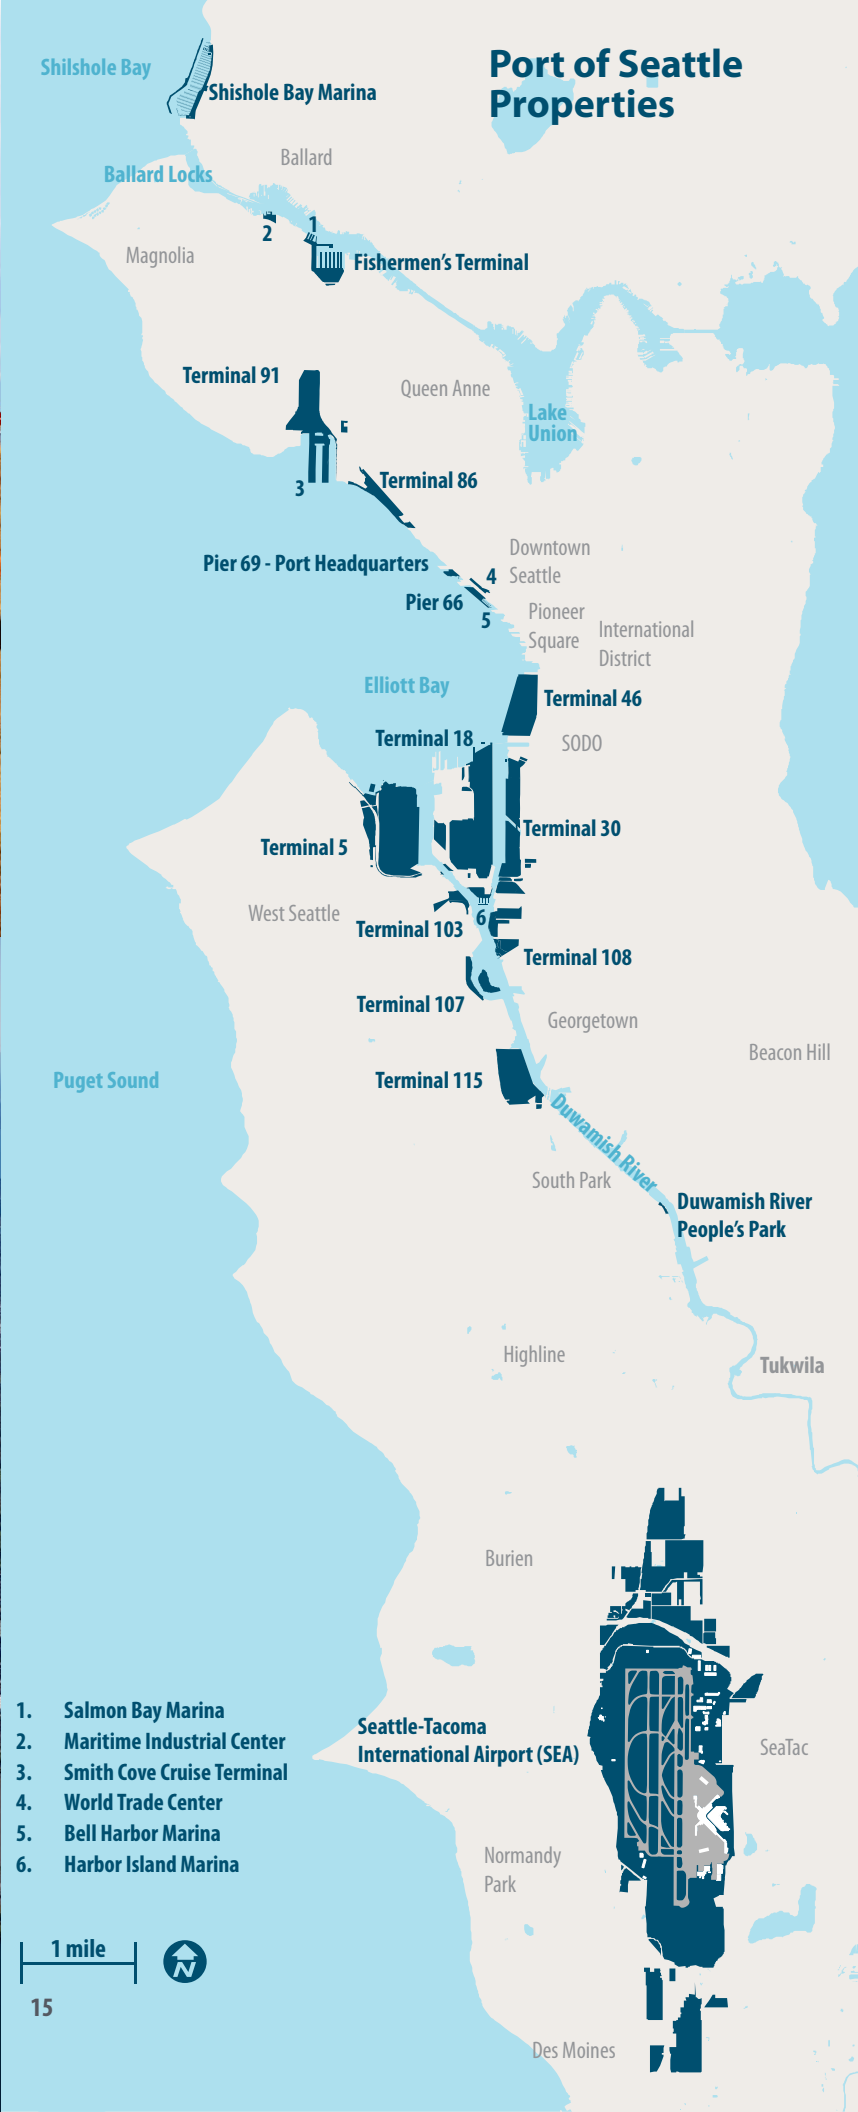 Port of Seattle
Properties
Shilshole Bay
Shishole Bay Marina
Ballard
Ballard Locks
1
2
Magnolia
Fishermen's Terminal
Terminal 91
Queen Anne
Lake
Union
3
Terminal 86
Downtown
Seattle
Pier 69 - Port Headquarters
4
Pier 66
5
Pioneer
Square
International
District
Elliott Bay
Terminal 46
Terminal 18
SODO
Terminal 30
Terminal 5
West Seattle
6
Terminal 103
Terminal 108
Terminal 107
Georgetown
Beacon Hill
Puget Sound
Terminal 115
Duwamish River
South Park
Duwamish River
People's Park
Highline
Tukwila
Burien
Seattle-Tacoma
International Airport (SEA)
SeaTac
1. Salmon Bay Marina
2. Maritime Industrial Center
3. Smith Cove Cruise Terminal
4. World Trade Center
5. Bell Harbor Marina
6. Harbor Island Marina
Normandy
Park
1 mile
N
15
Des Moines